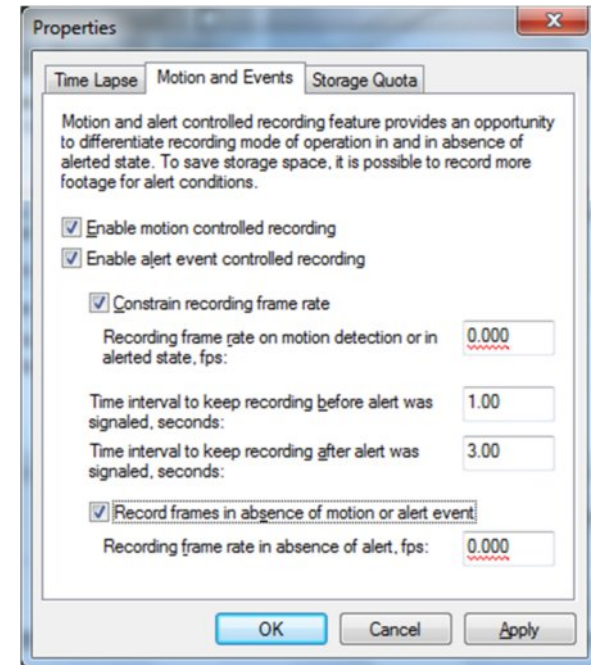 Properties
Time Lapse Motion and Events Storage Quota
Motion and alert controlled recording feature provides an opportunity
to differentiate recording mode of operation in and in absence of
alerted state. To save storage space, it is possible to record more
footage for alert conditions.
Enable motion controlled recording
Enable alert event controlled recording
Constrain recording frame rate
Recording frame rate on motion detection or in
alerted state, fps:
0.000
Time interval to keep recording before alert was
signaled, seconds:
1.00
Time interval to keep recording after alert was
signaled, seconds:
3.00
Record frames in absence of motion or alert event
Recording frame rate in absence of alert, fps: 0.000
OK Cancel Apply